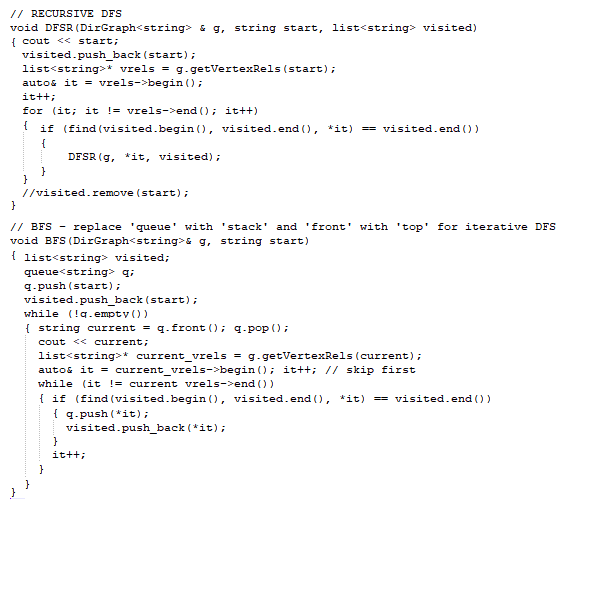 // RECURSIVE DFS
void DFSR(DirGraph<string> & g, string start, list<string> visited)
{ cout << start;
visited.push_back(start);
list<string>* vrels = g.getVertexRels(start);
auto& it = vrels->begin();
it++;
for (it; it != vrels->end(); it++)
{ if (find(visited.begin(), visited.end(), *it) == visited.end())
{
DFSR(g, *it, visited);
}
}
//visited.remove(start);
}
// BFS - replace 'queue' with 'stack' and 'front' with 'top' for iterative DFS
void BFS(DirGraph<string>& g, string start)
{ list<string> visited;
queue<string> q;
q.push(start);
visited.push_back(start);
while (!q.empty())
{ string current = q.front(); q.pop();
cout << current;
list<string>* current_vrels = g.getVertexRels(current);
auto& it = current_vrels->begin(); it++; // skip first
while (it != current_vrels->end())
{ if (find(visited.begin(), visited.end(), *it) == visited.end())
{ q.push(*it);
visited.push_back(*it);
}
it++;
}
}
}